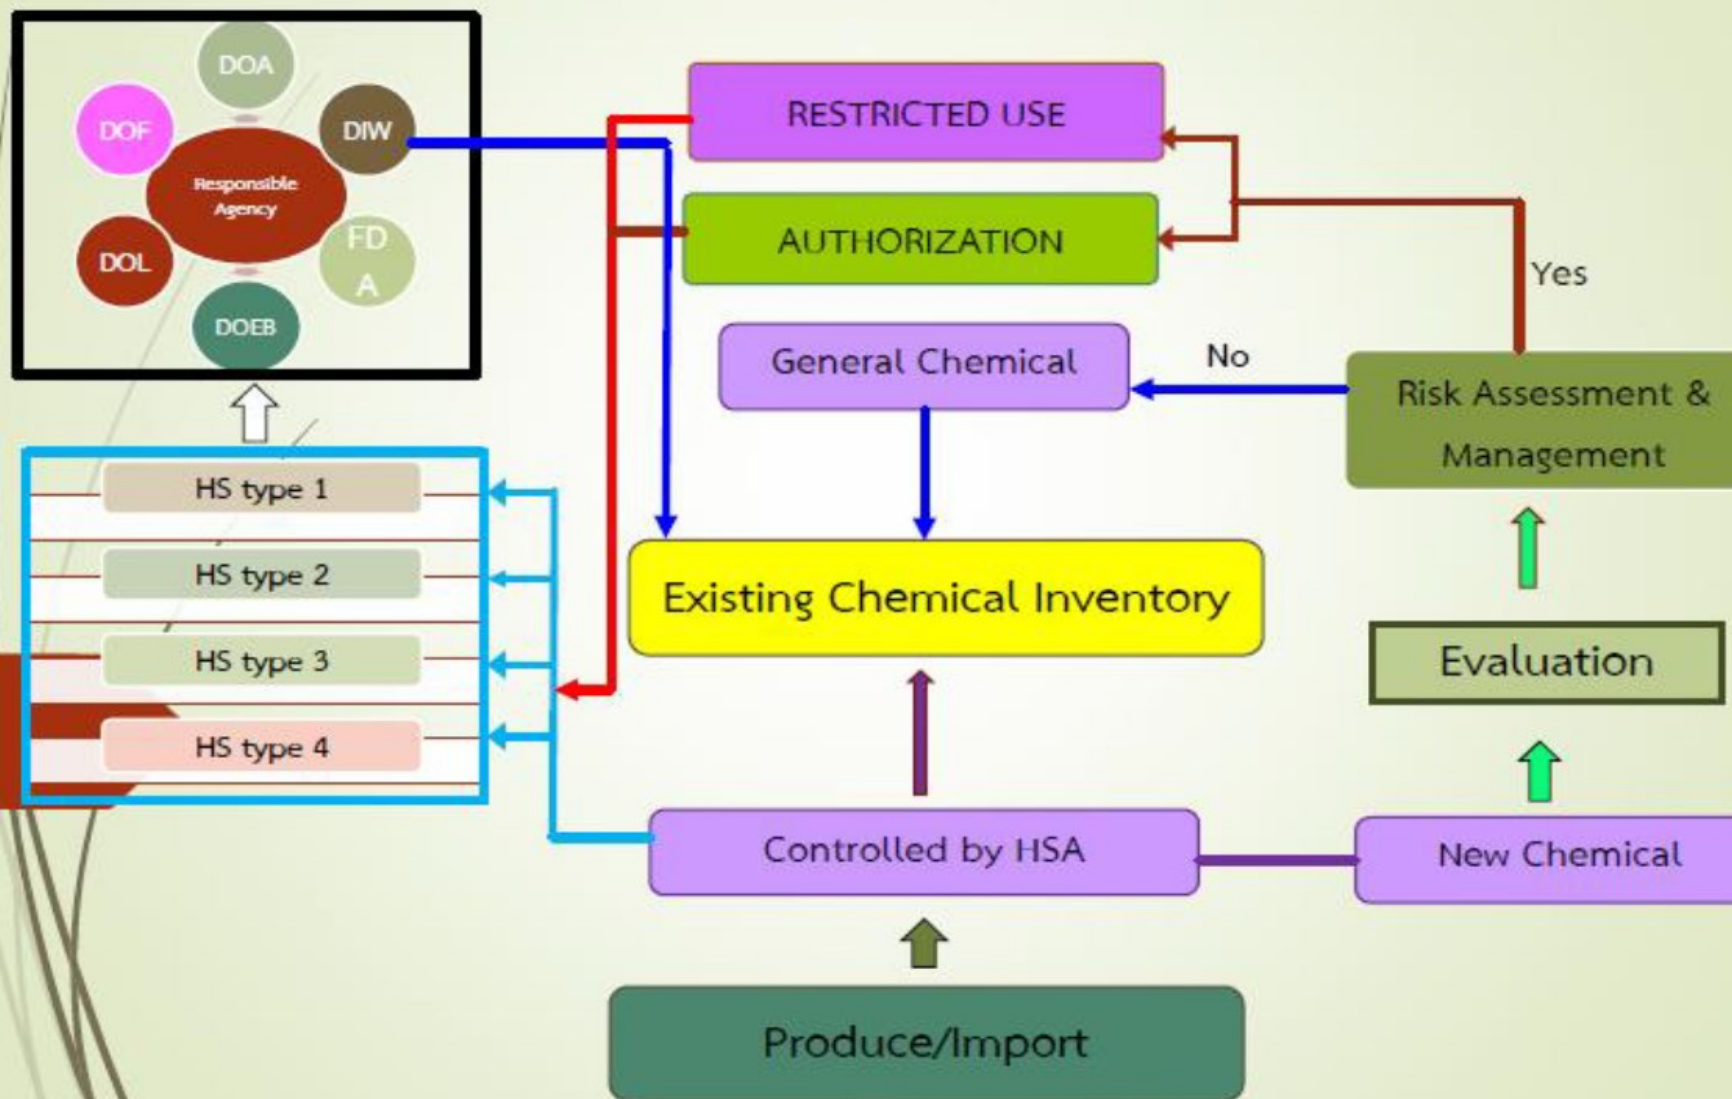 DOA
DOF
DIW
Responsible
Agency
DOL
FD
A
DOEB
RESTRICTED USE
AUTHORIZATION
Yes
General Chemical
No
Risk Assessment &
Management
HS type 1
HS type 2
HS type 3
HS type 4
Existing Chemical Inventory
Evaluation
Controlled by HSA
New Chemical
Produce/Import